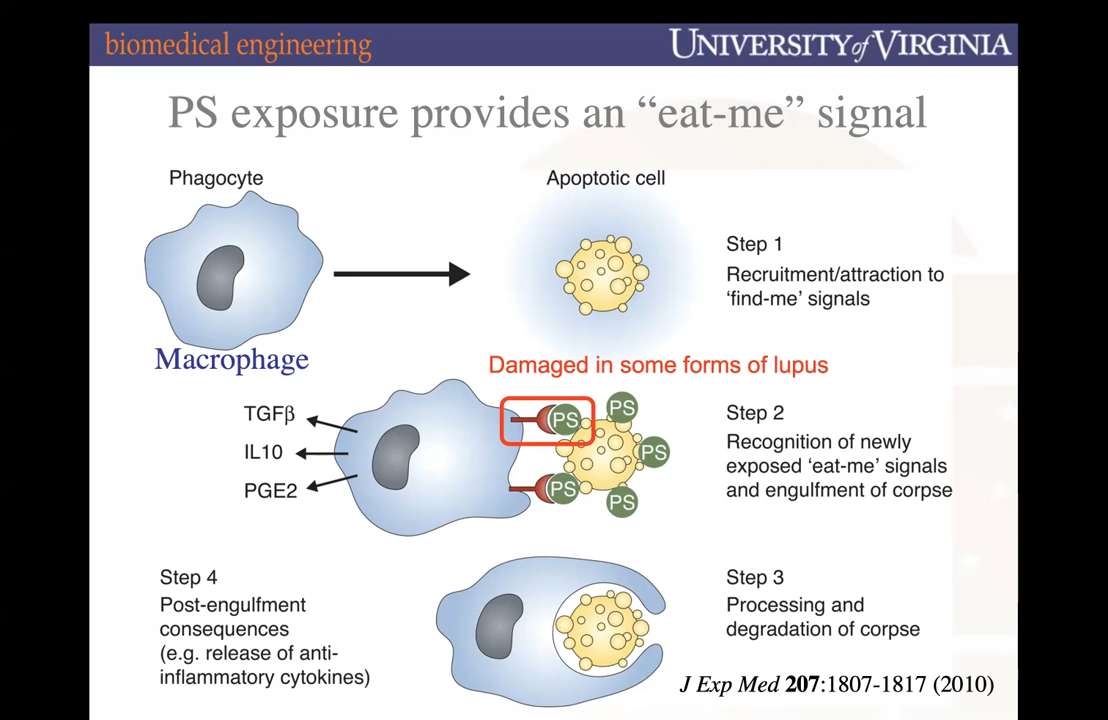 biomedical engineering
UNIVERSITY of VIRGINIA
PS exposure provides an “eat-me” signal
Phagocyte
Apoptotic cell
Step 1
Recruitment/attraction to
‘find-me’ signals
Macrophage
Damaged in some forms of lupus
TGFβ
IL10
PGE2
PS
PS
PS
PS
PS
Step 2
Recognition of newly
exposed ‘eat-me’ signals
and engulfment of corpse
Step 4
Post-engulfment
consequences
(e.g. release of anti-
inflammatory cytokines)
Step 3
Processing and
degradation of corpse
J Exp Med 207:1807-1817 (2010)